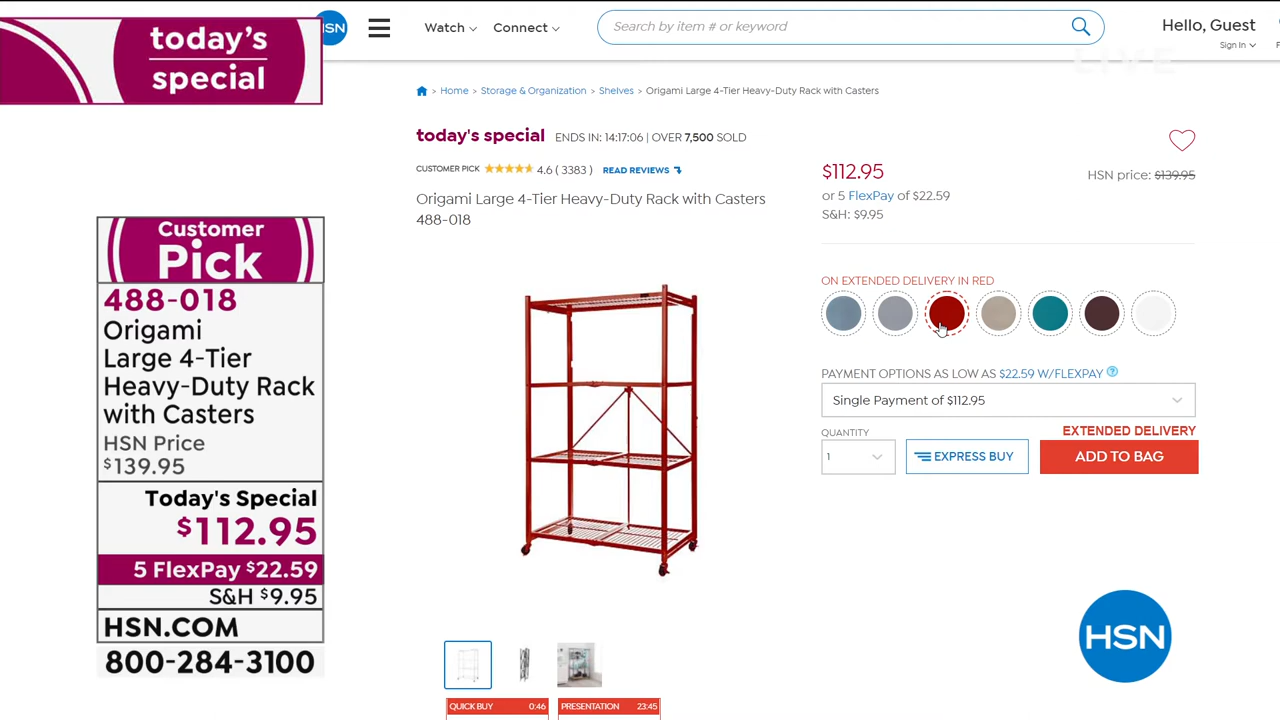 today's
special
HSN
Watch
Connect
Search by item # or keyword
Hello, Guest
Sign In
LIVE
Home > Storage & Organization > Shelves > Origami Large 4-Tier Heavy-Duty Rack with Casters
today's special ENDS IN: 14:17:06 | OVER 7,500 SOLD
CUSTOMER PICK 4.6 ( 3383 ) READ REVIEWS
Origami Large 4-Tier Heavy-Duty Rack with Casters
488-018
$112.95
HSN price: $139.95
or 5 FlexPay of $22.59
S&H: $9.95
ON EXTENDED DELIVERY IN RED
PAYMENT OPTIONS AS LOW AS $22.59 W/FLEXPAY ?
Single Payment of $112.95
QUANTITY
EXTENDED DELIVERY
1
EXPRESS BUY
ADD TO BAG
Customer
Pick
488-018
Origami
Large 4-Tier
Heavy-Duty Rack
with Casters
HSN Price
$139.95
Today's Special
$112.95
5 FlexPay $22.59
S&H $9.95
HSN.COM
800-284-3100
QUICK BUY 0:46
PRESENTATION 23:45
HSN